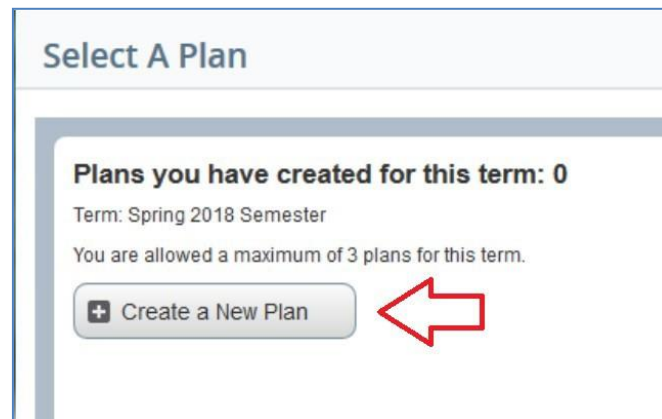 Select A Plan
Plans you have created for this term: 0
Term: Spring 2018 Semester
You are allowed a maximum of 3 plans for this term.
Create a New Plan